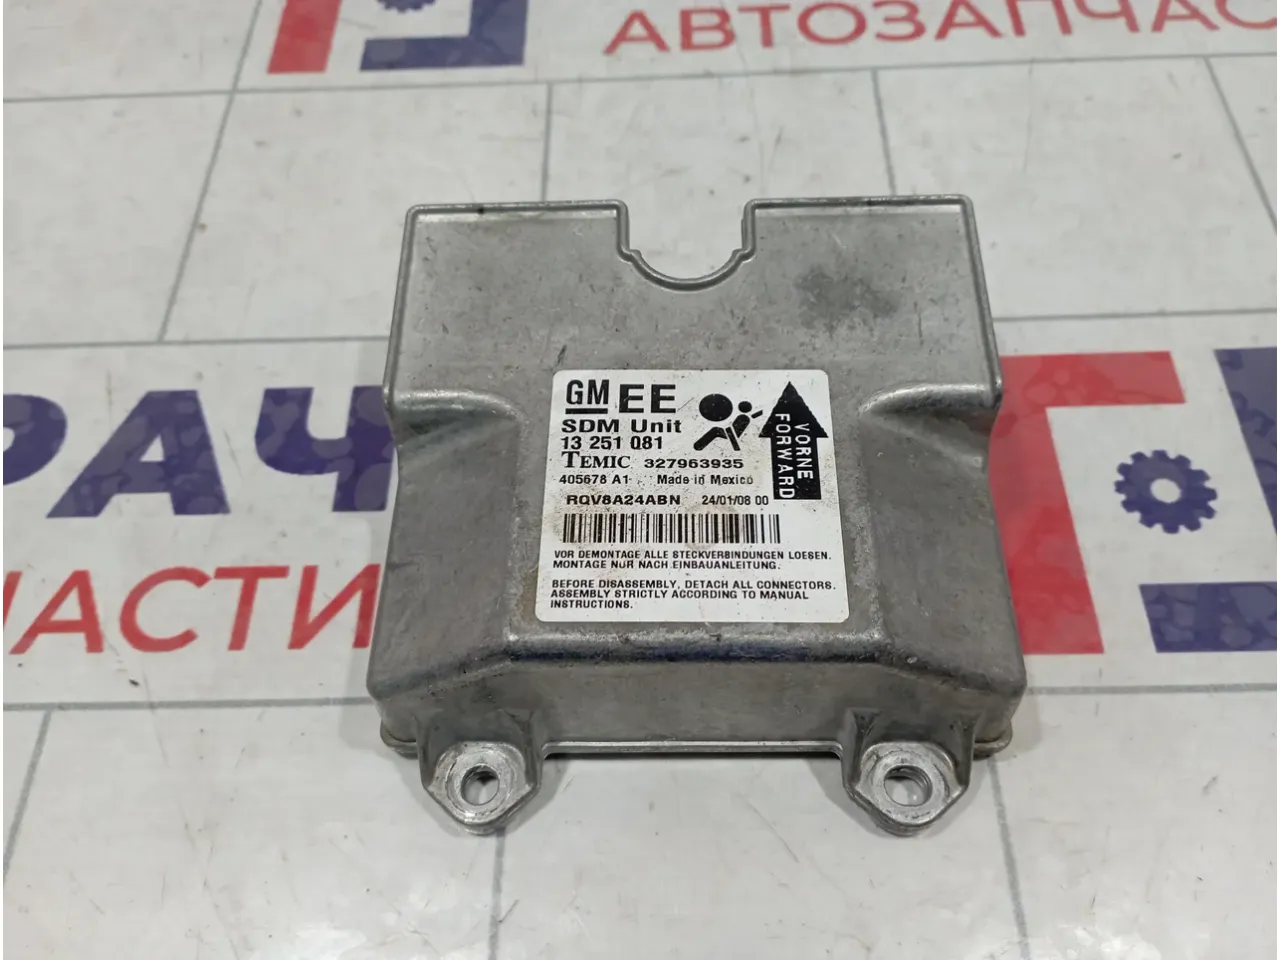 АВТОЗАПЧАС
РАЧ
ЧАСТИ
GM EE
SDM Unit
13 251 081
TEMIC 327963935
405678 A1 Made in Mexico
RQV8A24ABN 24/01/08 00
VORNE
FORWARD
VOR DEMONTAGE ALLE STECKVERBINDUNGEN LOESEN.
MONTAGE NUR NACH EINBAUANLEITUNG.
BEFORE DISASSEMBLY, DETACH ALL CONNECTORS.
ASSEMBLY STRICTLY ACCORDING TO MANUAL
INSTRUCTIONS.